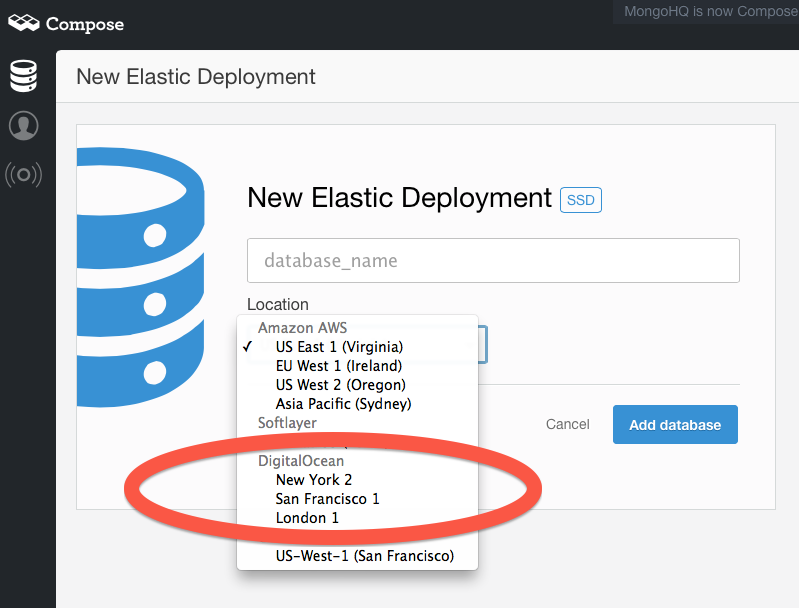 Compose
MongoHQ is now Compose
New Elastic Deployment
New Elastic Deployment SSD
database_name
Location
Amazon AWS
✓ US East 1 (Virginia)
EU West 1 (Ireland)
US West 2 (Oregon)
Asia Pacific (Sydney)
Softlayer
DigitalOcean
New York 2
San Francisco 1
London 1
US-West-1 (San Francisco)
Cancel
Add database